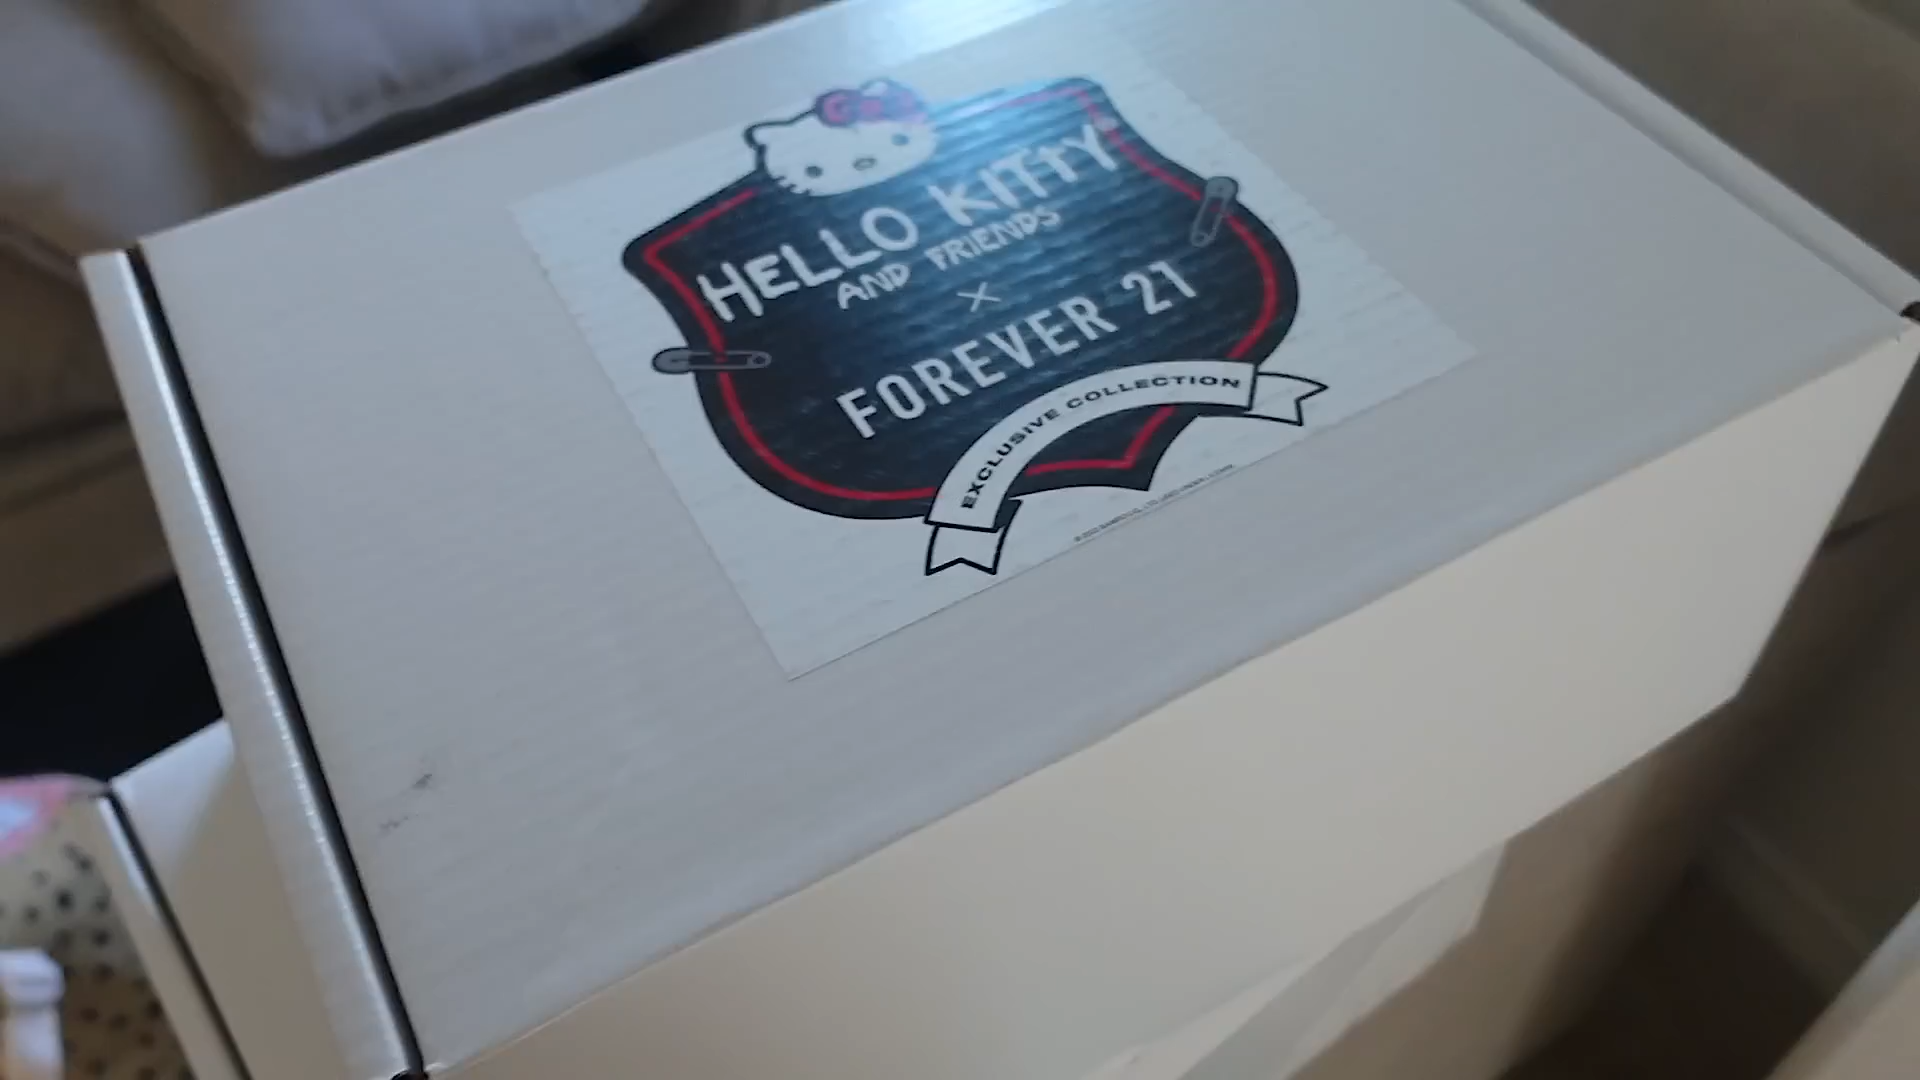 HELLO KITTY
AND FRIENDS
X
FOREVER 21
EXCLUSIVE COLLECTION